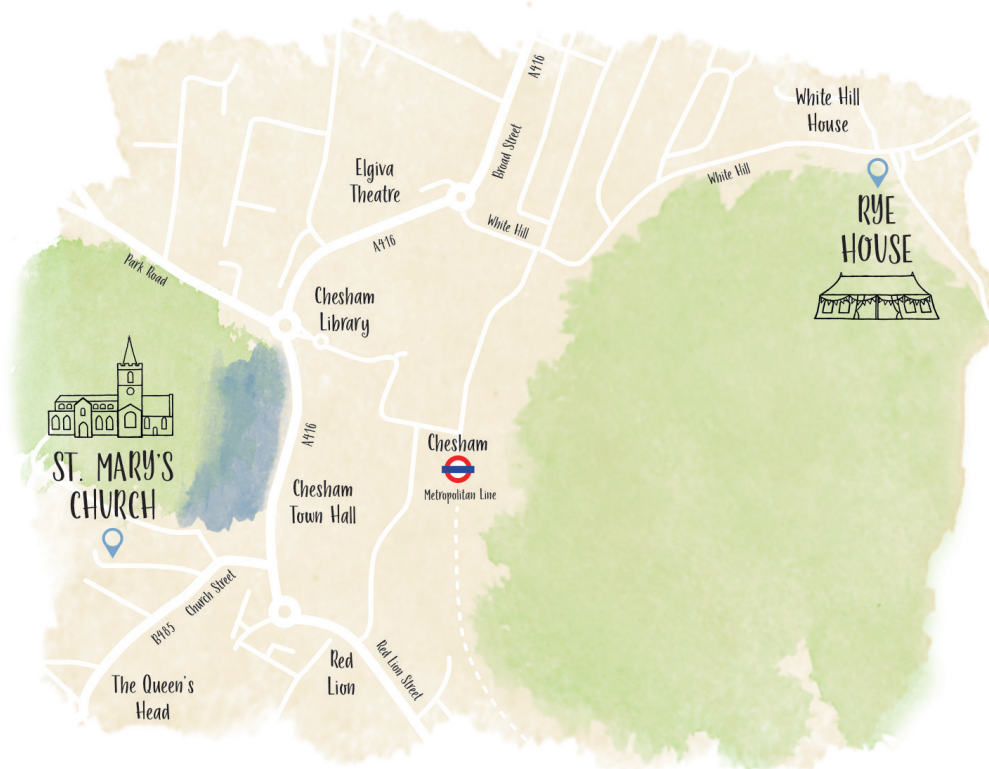 A416
White Hill
House
Broad Street
Elgiva
Theatre
White Hill
RYE
HOUSE
White Hill
A416
Park Road
Chesham
Library
A416
Chesham
Metropolitan Line
ST. MARY'S
CHURCH
Chesham
Town Hall
Church Street
B485
Red
Lion
Red Lion Street
The Queen's
Head